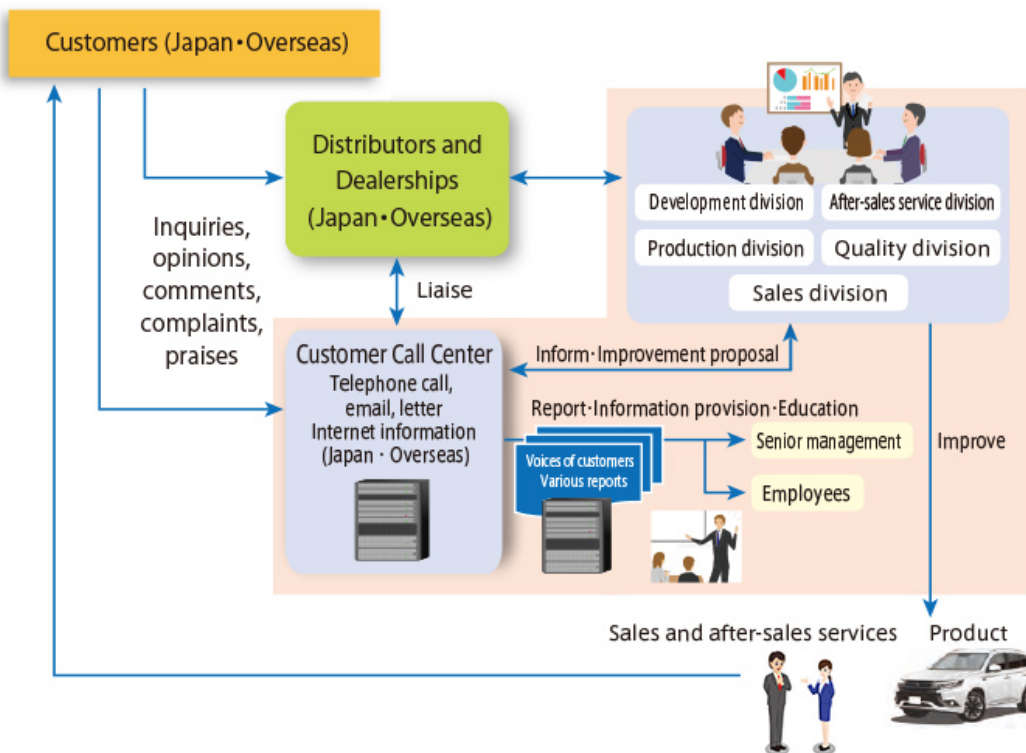 Customers (Japan・Overseas)
Distributors and
Dealerships
(Japan・Overseas)
Development division
After-sales service division
Production division
Quality division
Sales division
Inquiries,
opinions,
comments,
complaints,
praises
Liaise
Customer Call Center
Telephone call,
email, letter
Internet information
(Japan・Overseas)
Inform・Improvement proposal
Report・Information provision・Education
Voices of customers
Various reports
Senior management
Employees
Improve
Sales and after-sales services
Product